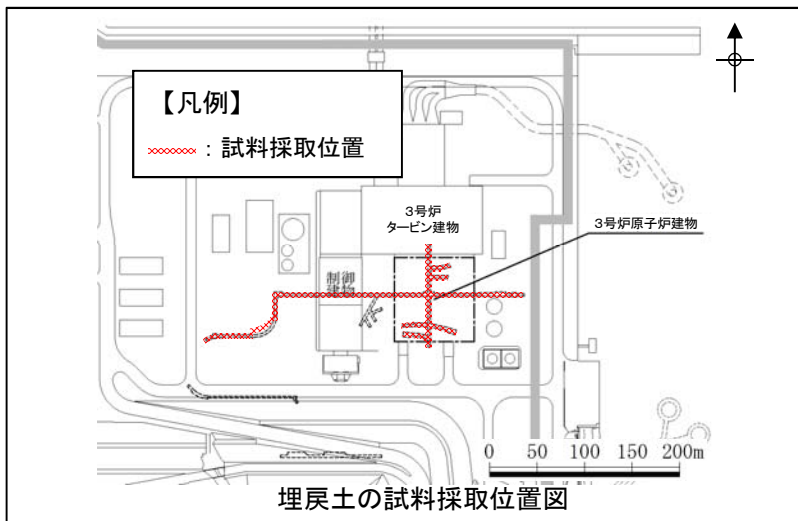 【凡例】
：試料採取位置
3号炉
タービン建物
3号炉原子炉建物
制御
建物
0 50 100 150 200m
埋戻土の試料採取位置図